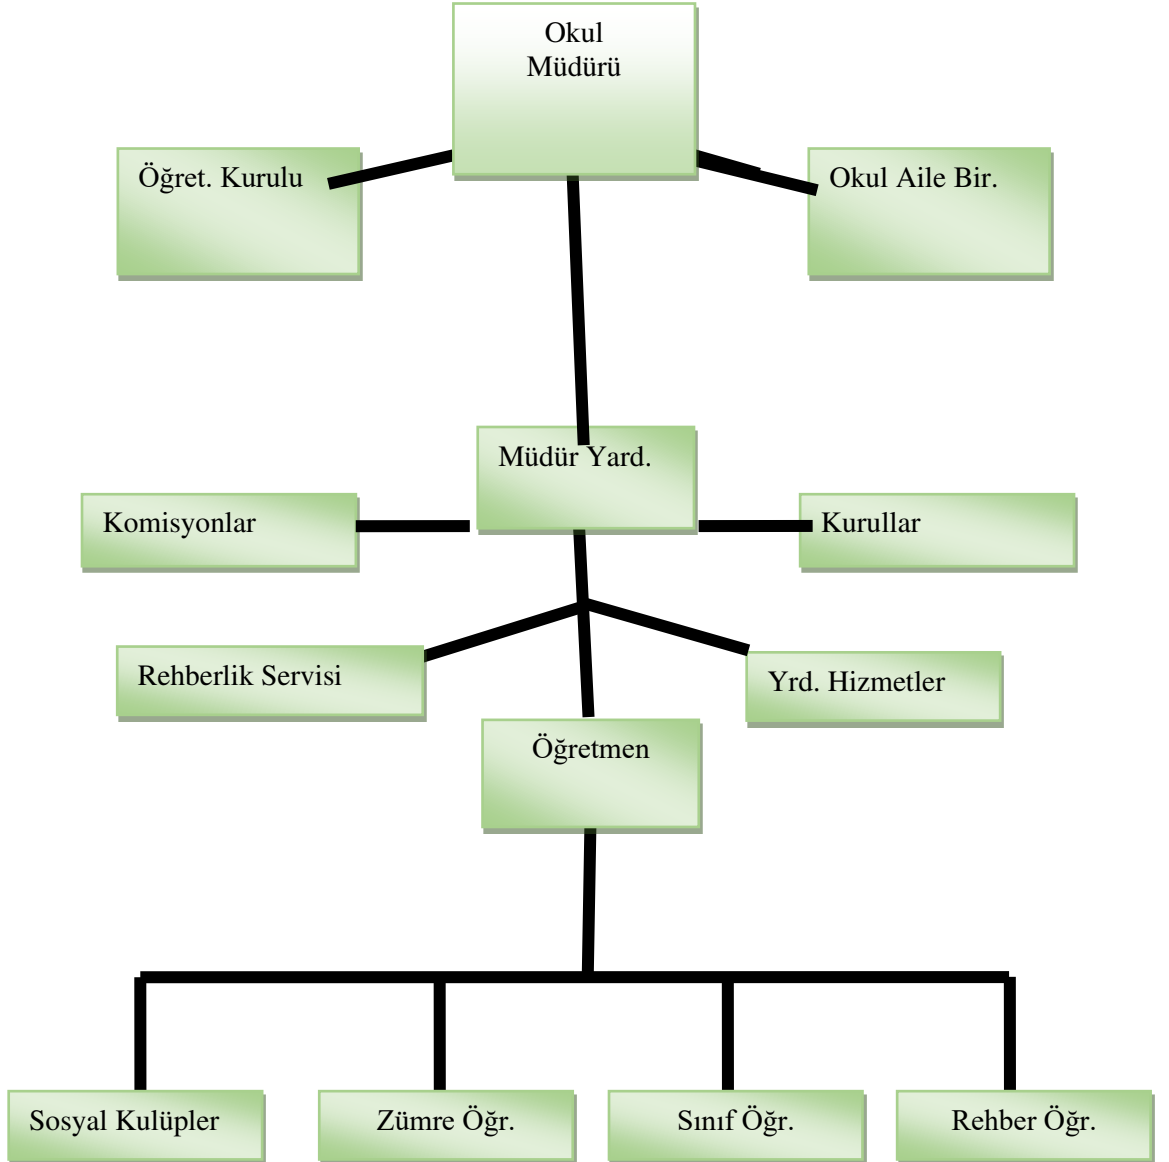 Okul
Müdürü
Öğret. Kurulu
Okul Aile Bir.
Müdür Yard.
Komisyonlar
Kurullar
Rehberlik Servisi
Yrd. Hizmetler
Öğretmen
Sosyal Kulüpler
Zümre Öğr.
Sınıf Öğr.
Rehber Öğr.